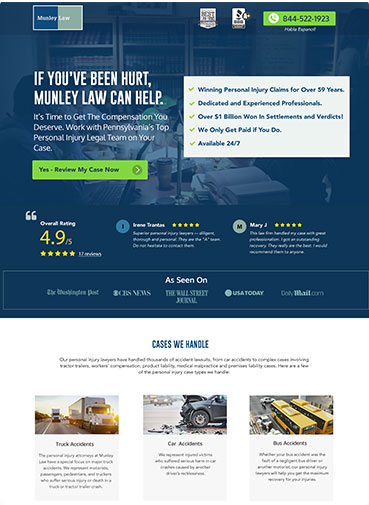 Munley Law
BEST OF THE
BBB
844-522-1923
Habla Espanol!
IF YOU'VE BEEN HURT,
MUNLEY LAW CAN HELP.
It's Time to Get The Compensation You
Deserve. Work with Pennsylvania's Top
Personal Injury Legal Team on Your
Case.
Yes - Review My Case Now
Winning Personal Injury Claims for Over 59 Years.
Dedicated and Experienced Professionals.
Over $1 Billion Won In Settlements and Verdicts!
We Only Get Paid if You Do.
Available 24/7
Overall Rating
4.9/5
17 reviews
I
Irene Trantas
Superior personal injury lawyers — diligent,
thorough and personal. They are the "A" team.
Do not hesitate to contact them.
M
Mary J
This law firm handled my case with great
professionalism. I got an outstanding
recovery. They really are the best. I would
recommend them to anyone.
As Seen On
The Washington Post
CBS NEWS
THE WALL STREET
JOURNAL
USA TODAY
DailyMail.com
CASES WE HANDLE
Our personal injury lawyers have handled thousands of accident lawsuits, from car accidents to complex cases involving
tractor trailers, workers' compensation, product liability, medical malpractice and premises liability cases. Here are a few
of the personal injury case types we handle:
Truck Accidents
The personal injury attorneys at Munley
Law have a special focus on major truck
accidents. We represent motorists,
passengers, pedestrians, and truckers
who suffer serious injury or death in a
truck or tractor trailer crash.
Car Accidents
We represent injured victims
who suffered serious harm in car
crashes caused by another
driver's recklessness.
Bus Accidents
Whether your bus accident was the
fault of a negligent bus driver or
another motorist, our personal injury
lawyers will help you get the maximum
recovery for your injuries.